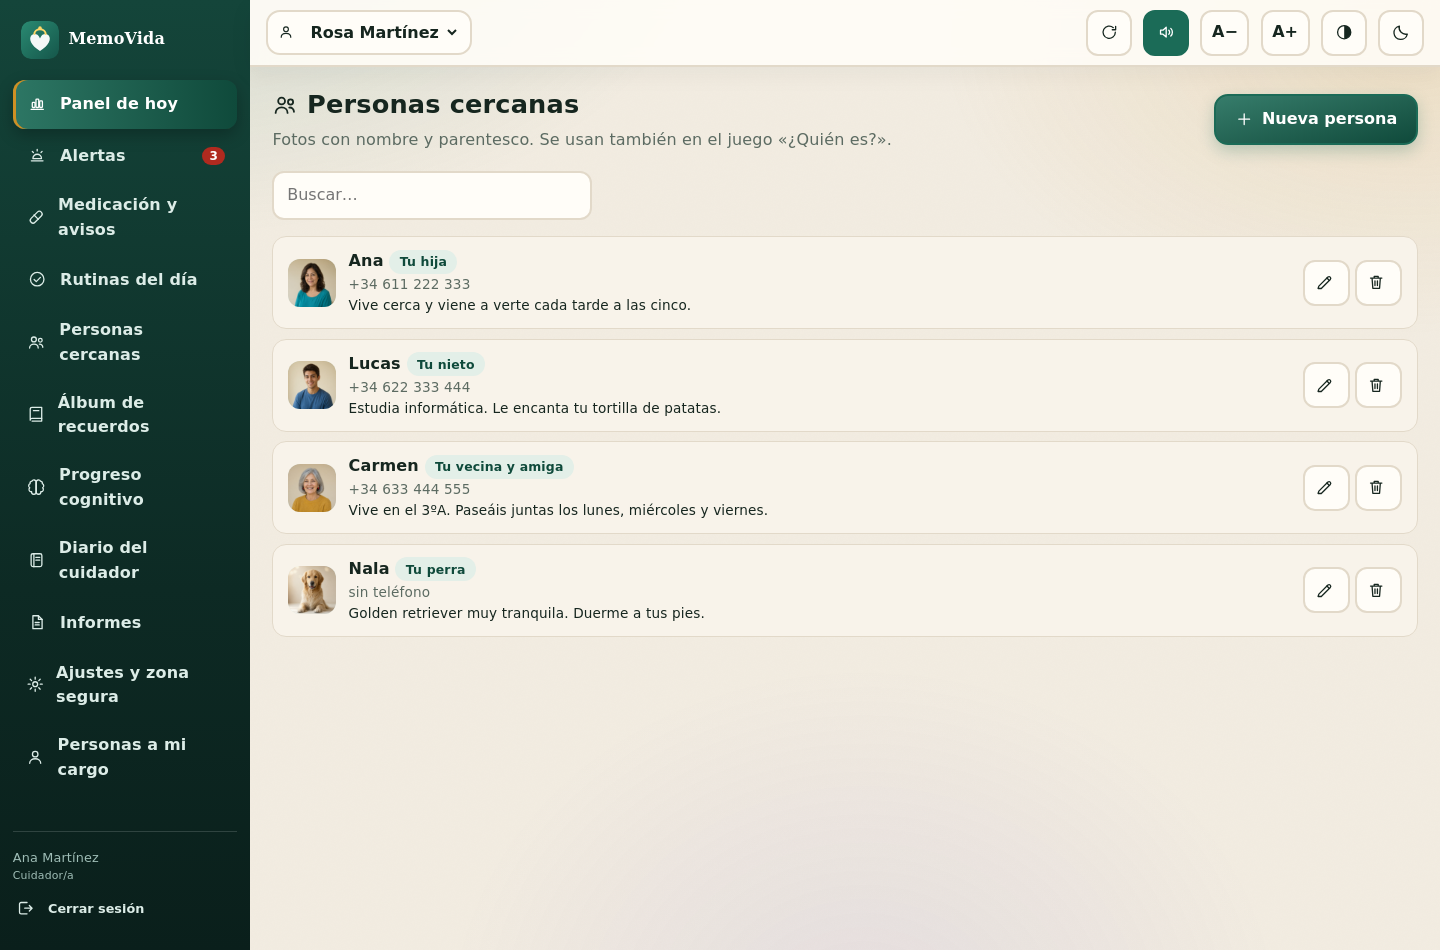 MemoVida
Panel de hoy
Alertas
3
Medicación y
avisos
Rutinas del día
Personas
cercanas
Álbum de
recuerdos
Progreso
cognitivo
Diario del
cuidador
Informes
Ajustes y zona
segura
Personas a mi
cargo
Ana Martínez
Cuidador/a
Cerrar sesión
Rosa Martínez
A−
A+
Personas cercanas
Fotos con nombre y parentesco. Se usan también en el juego «¿Quién es?».
Nueva persona
Buscar...
Ana Tu hija
+34 611 222 333
Vive cerca y viene a verte cada tarde a las cinco.
Lucas Tu nieto
+34 622 333 444
Estudia informática. Le encanta tu tortilla de patatas.
Carmen Tu vecina y amiga
+34 633 444 555
Vive en el 3ºA. Paseáis juntas los lunes, miércoles y viernes.
Nala Tu perra
sin teléfono
Golden retriever muy tranquila. Duerme a tus pies.